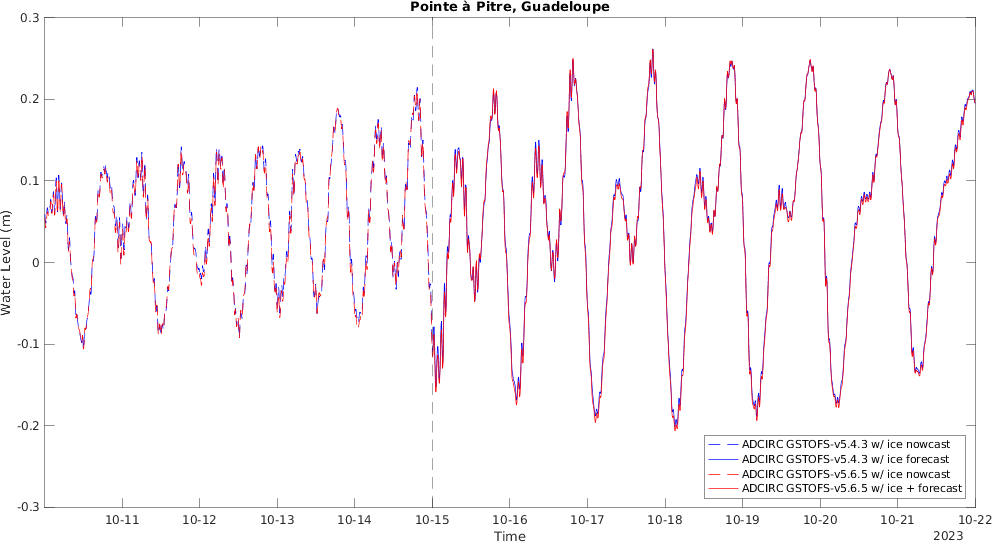 Pointe à Pitre, Guadeloupe
0.3
0.2
0.1
0
-0.1
-0.2
-0.3
Water Level (m)
ADCIRC GSTOFS-v5.4.3 w/ ice nowcast
ADCIRC GSTOFS-v5.4.3 w/ ice forecast
ADCIRC GSTOFS-v5.6.5 w/ ice nowcast
ADCIRC GSTOFS-v5.6.5 w/ ice + forecast
10-11 10-12 10-13 10-14 10-15 10-16 10-17 10-18 10-19 10-20 10-21 10-22
Time
2023